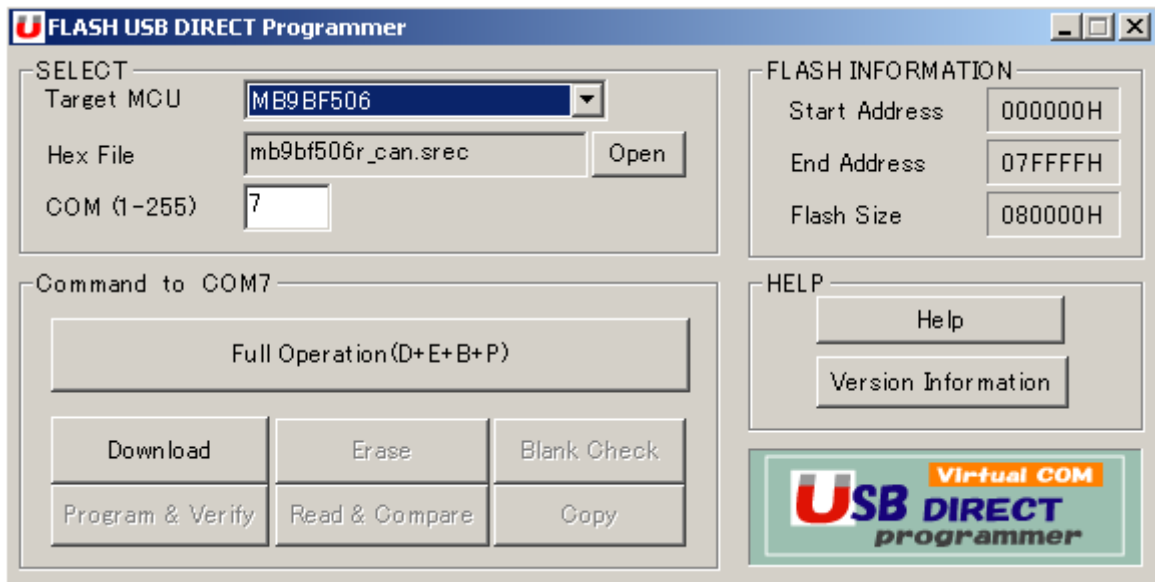 FLASH USB DIRECT Programmer
SELECT
Target MCU MB9BF506
Hex File mb9bf506r_can.srec Open
COM (1-255) 7
FLASH INFORMATION
Start Address 000000H
End Address 07FFFFH
Flash Size 080000H
Command to COM7
Full Operation(D+E+B+P)
Download Erase Blank Check
Program & Verify Read & Compare Copy
HELP
Help
Version Information
Virtual COM
USB DIRECT
programmer